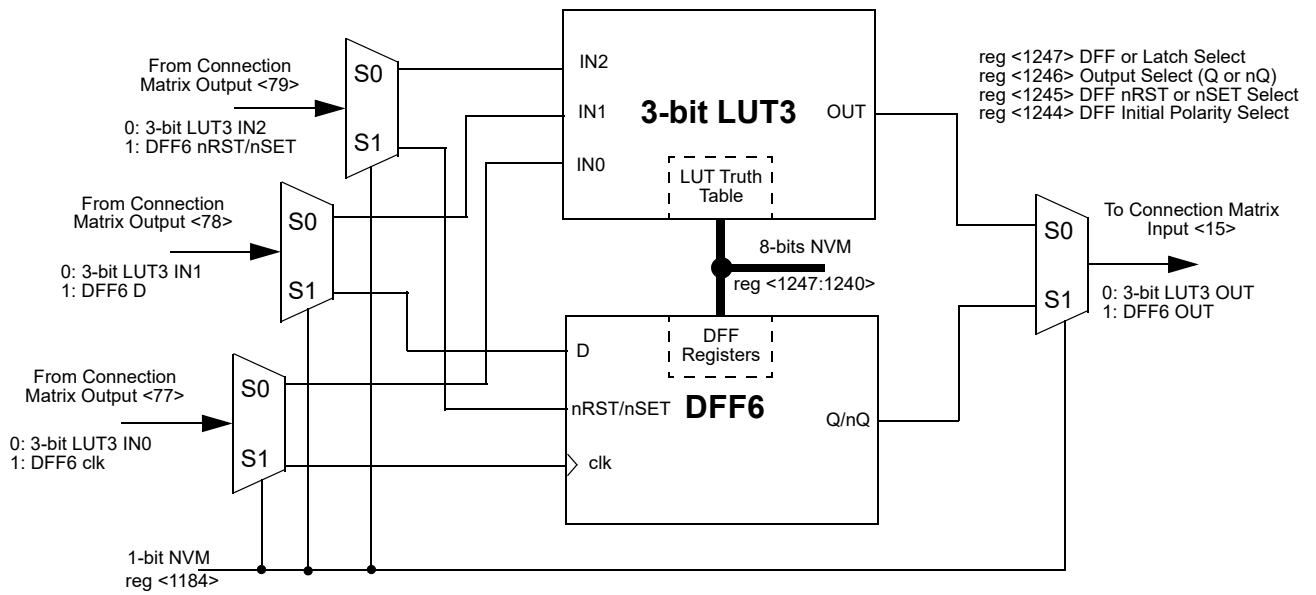 From Connection
Matrix Output <79>
0: 3-bit LUT3 IN2
1: DFF6 nRST/nSET
S0
S1
From Connection
Matrix Output <78>
0: 3-bit LUT3 IN1
1: DFF6 D
S0
S1
From Connection
Matrix Output <77>
0: 3-bit LUT3 IN0
1: DFF6 clk
S0
S1
1-bit NVM
reg <1184>
IN2
IN1
IN0
3-bit LUT3
OUT
LUT Truth
Table
8-bits NVM
reg <1247:1240>
DFF
Registers
D
nRST/nSET
clk
DFF6
Q/nQ
reg <1247> DFF or Latch Select
reg <1246> Output Select (Q or nQ)
reg <1245> DFF nRST or nSET Select
reg <1244> DFF Initial Polarity Select
S0
S1
To Connection Matrix
Input <15>
0: 3-bit LUT3 OUT
1: DFF6 OUT